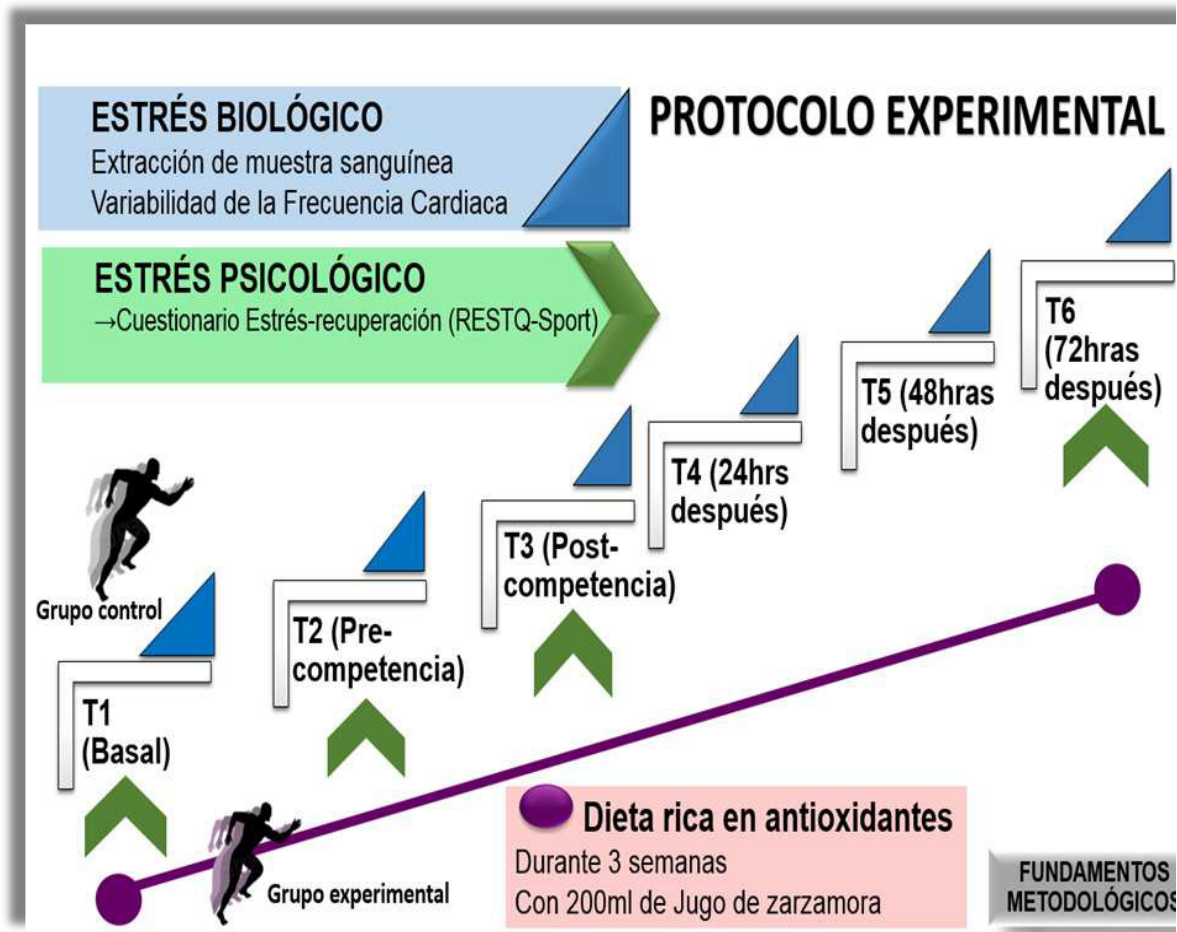 ESTRÉS BIOLÓGICO
Extracción de muestra sanguínea
Variabilidad de la Frecuencia Cardiaca
PROTOCOLO EXPERIMENTAL
ESTRÉS PSICOLÓGICO
→Cuestionario Estrés-recuperación (RESTQ-Sport)
Grupo control
T1
(Basal)
T2 (Pre-
competencia)
T3 (Post-
competencia)
T4 (24hrs
después)
T5 (48hras
después)
T6
(72hras
después)
Grupo experimental
Dieta rica en antioxidantes
Durante 3 semanas
Con 200ml de Jugo de zarzamora
FUNDAMENTOS
METODOLÓGICOS